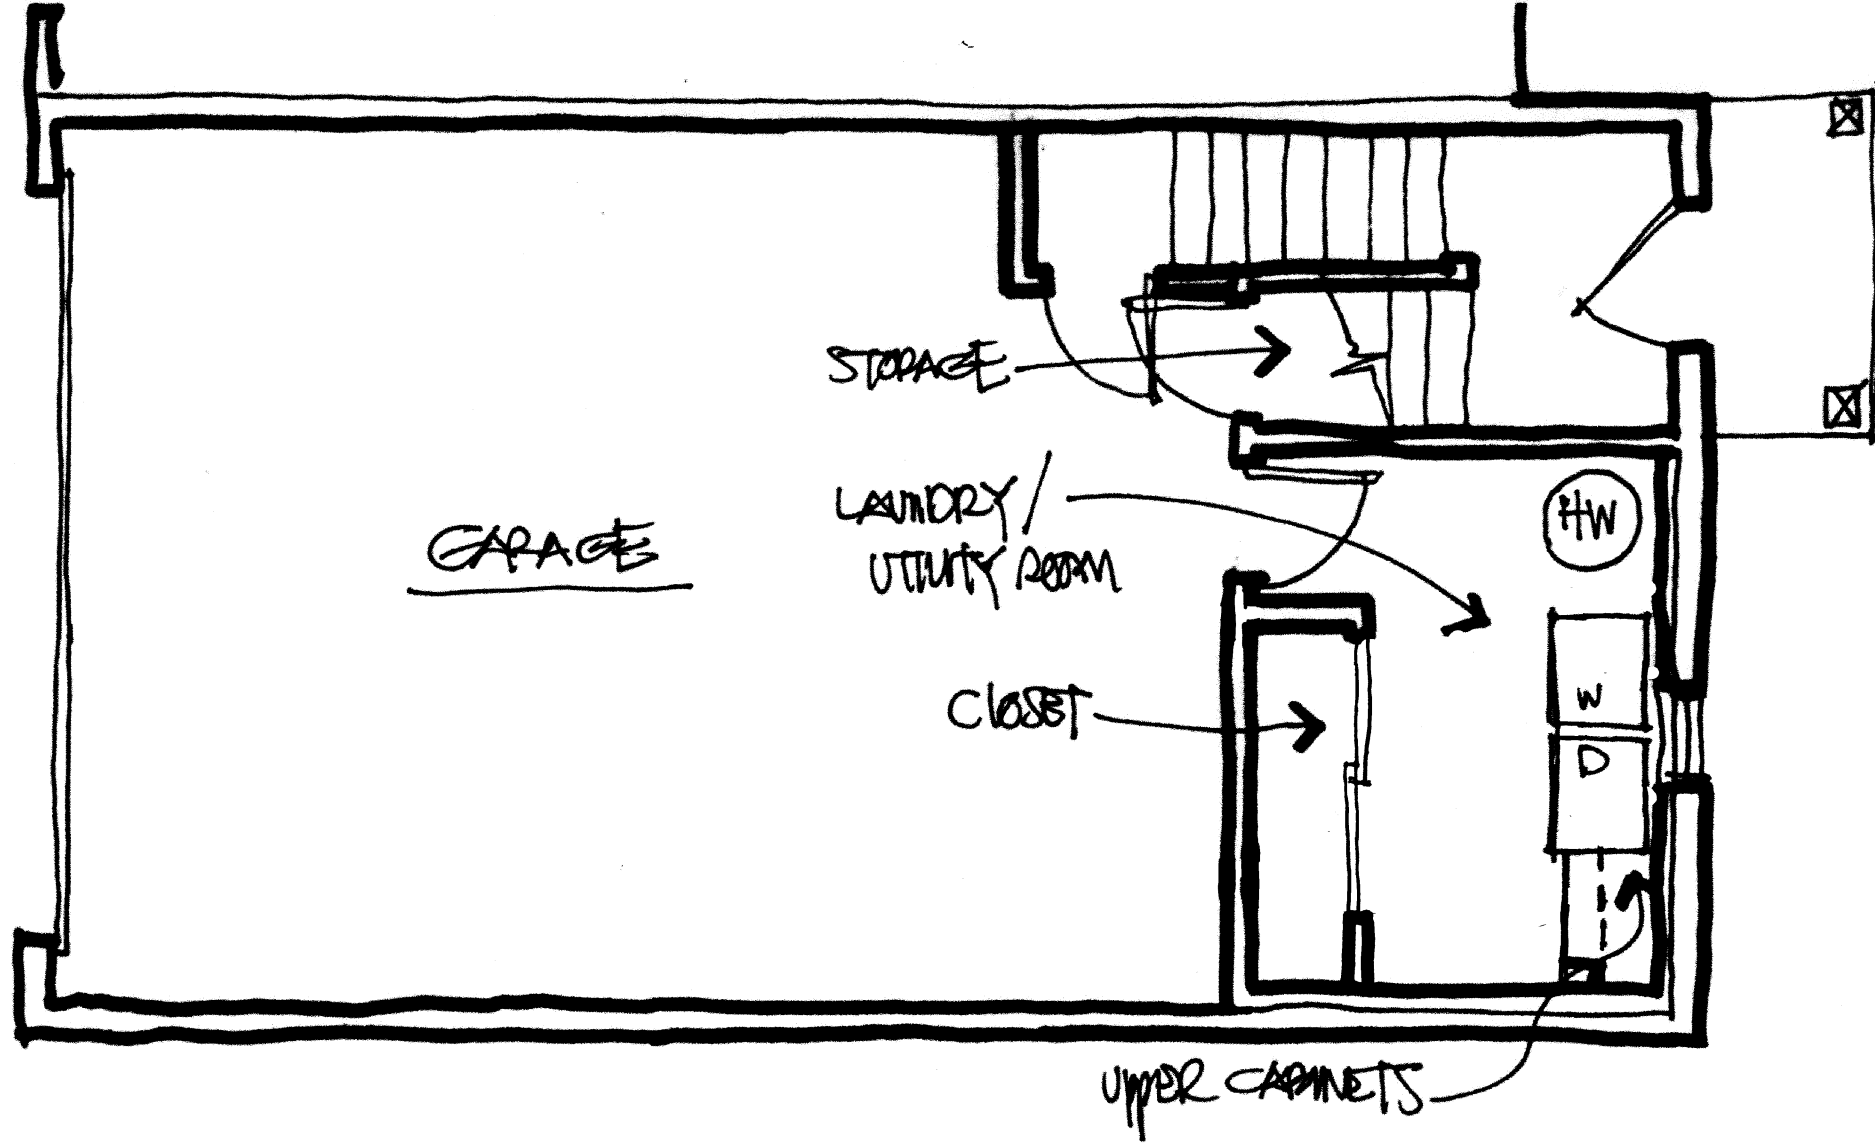 STORAGE
LAUNDRY/
UTILITY ROOM
HW
GARAGE
W
CLOSET
D
UPPER CABINETS